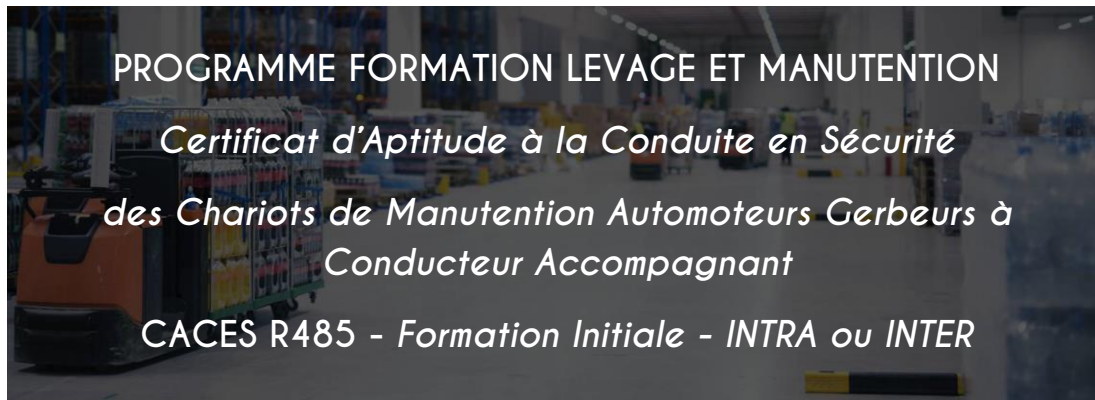 PROGRAMME FORMATION LEVAGE ET MANUTENTION
Certificat d'Aptitude à la Conduite en Sécurité
des Chariots de Manutention Automoteurs Gerbeurs à
Conducteur Accompagnant
CACES R485 - Formation Initiale - INTRA ou INTER